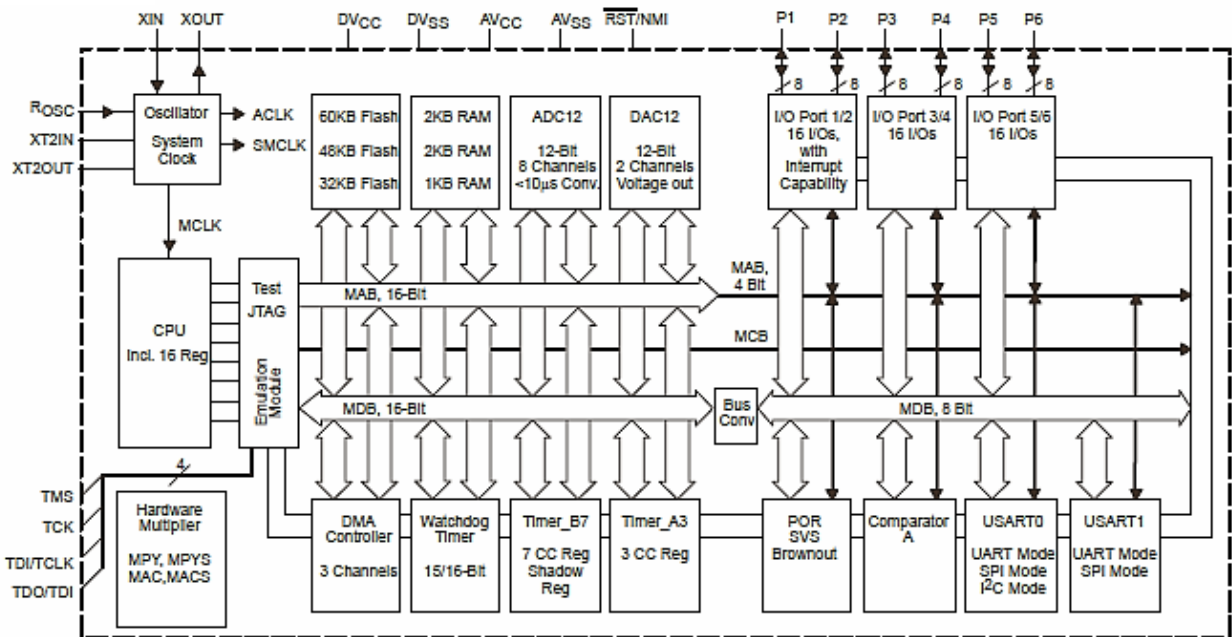 XIN XOUT DVCC DVSS AVCC AVSS RST/NMI P1 P2 P3 P4 P5 P6
8 8 8 8 8 8
ROSC
XT2IN
XT2OUT
Oscillator
System
Clock
ACLK
SMCLK
MCLK
60KB Flash
48KB Flash
32KB Flash
2KB RAM
2KB RAM
1KB RAM
ADC12
12-Bit
8 Channels
<10µs Conv.
DAC12
12-Bit
2 Channels
Voltage out
I/O Port 1/2
16 I/Os,
with
Interrupt
Capability
I/O Port 3/4
16 I/Os
I/O Port 5/6
16 I/Os
CPU
Incl. 16 Reg
Test
JTAG
Emulation
Module
MAB, 16-Bit
MAB,
4 Bit
MCB
MDB, 16-Bit
Bus
Conv
MDB, 8 Bit
4
TMS
TCK
TDI/TCLK
TDO/TDI
Hardware
Multiplier
MPY, MPYS
MAC,MACS
DMA
Controller
3 Channels
Watchdog
Timer
15/16-Bit
Timer_B7
7 CC Reg
Shadow
Reg
Timer_A3
3 CC Reg
POR
SVS
Brownout
Comparator
A
USART0
UART Mode
SPI Mode
I²C Mode
USART1
UART Mode
SPI Mode